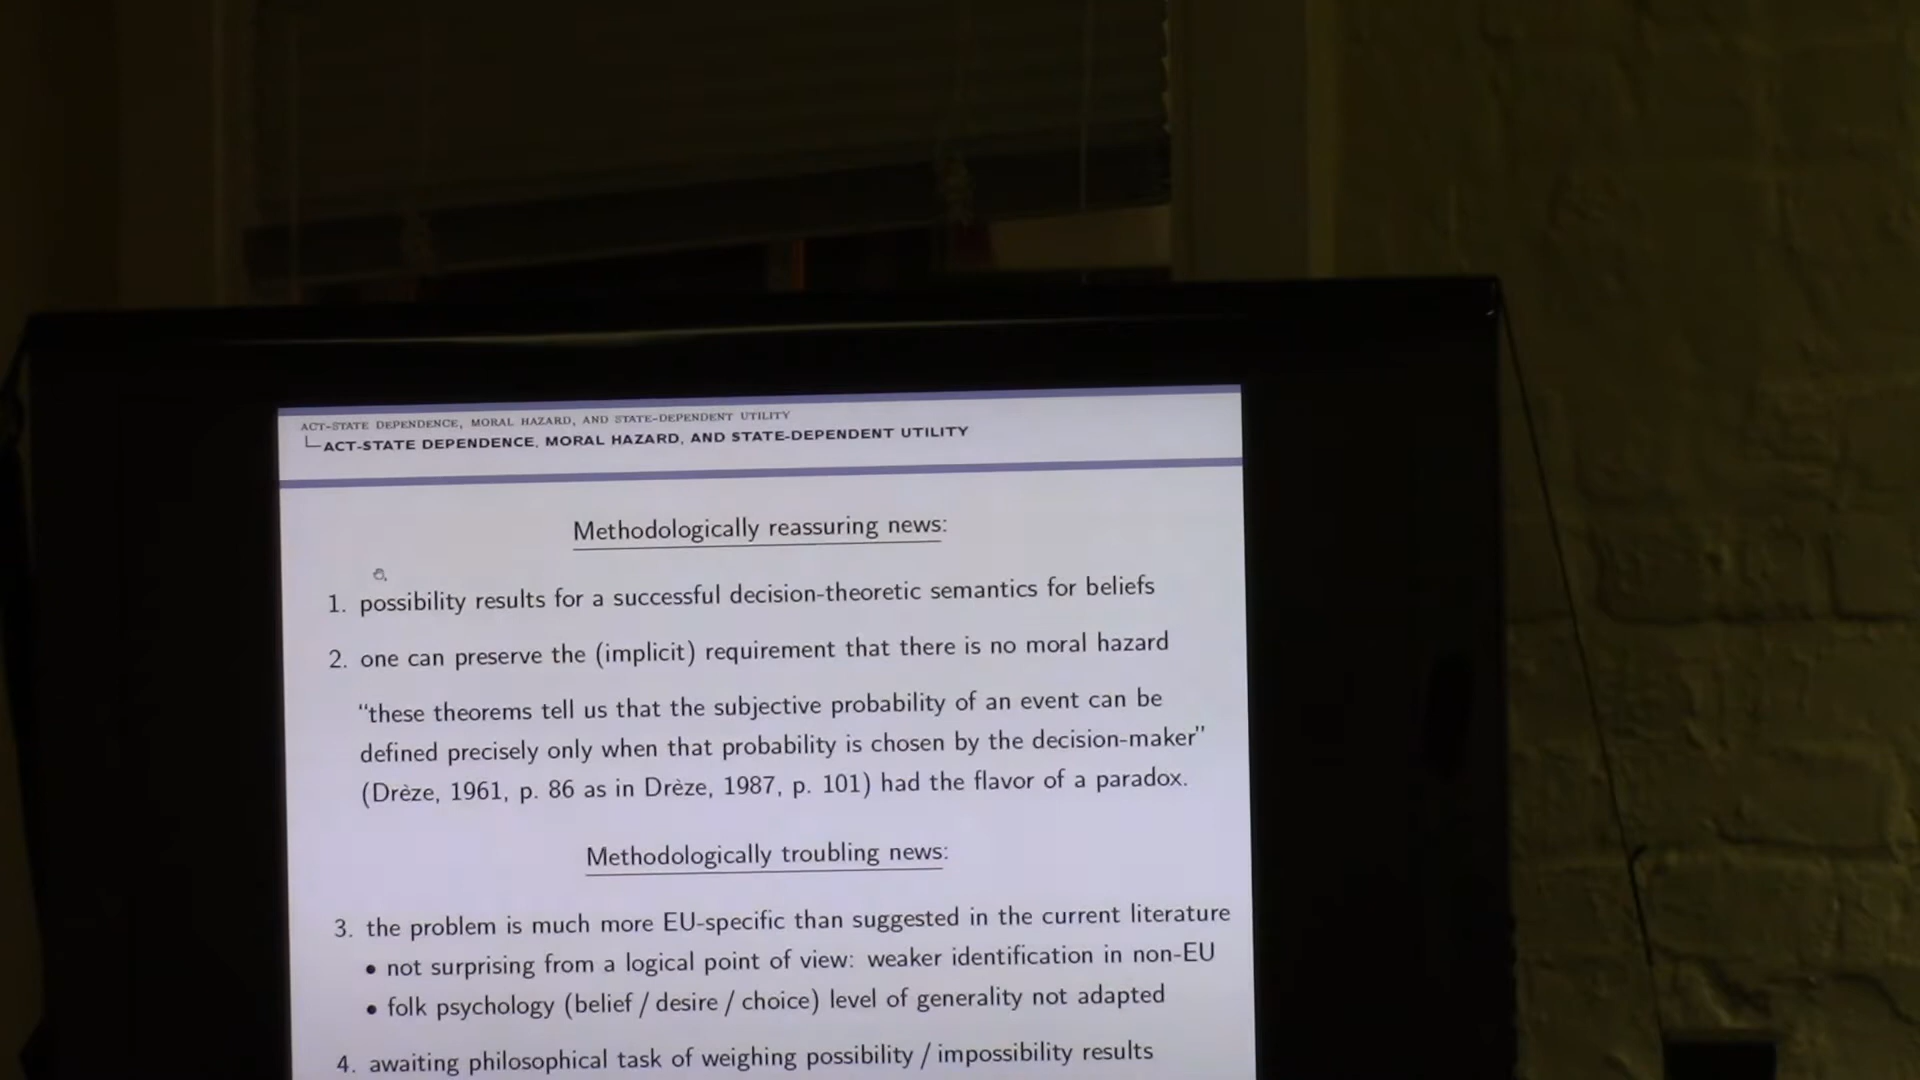 ACT-STATE DEPENDENCE, MORAL HAZARD, AND STATE-DEPENDENT UTILITY
ACT-STATE DEPENDENCE, MORAL HAZARD, AND STATE-DEPENDENT UTILITY
Methodologically reassuring news:
1. possibility results for a successful decision-theoretic semantics for beliefs
2. one can preserve the (implicit) requirement that there is no moral hazard
"these theorems tell us that the subjective probability of an event can be
defined precisely only when that probability is chosen by the decision-maker"
(Drèze, 1961, p. 86 as in Drèze, 1987, p. 101) had the flavor of a paradox.
Methodologically troubling news:
3. the problem is much more EU-specific than suggested in the current literature
• not surprising from a logical point of view: weaker identification in non-EU
• folk psychology (belief / desire / choice) level of generality not adapted
4. awaiting philosophical task of weighing possibility / impossibility results